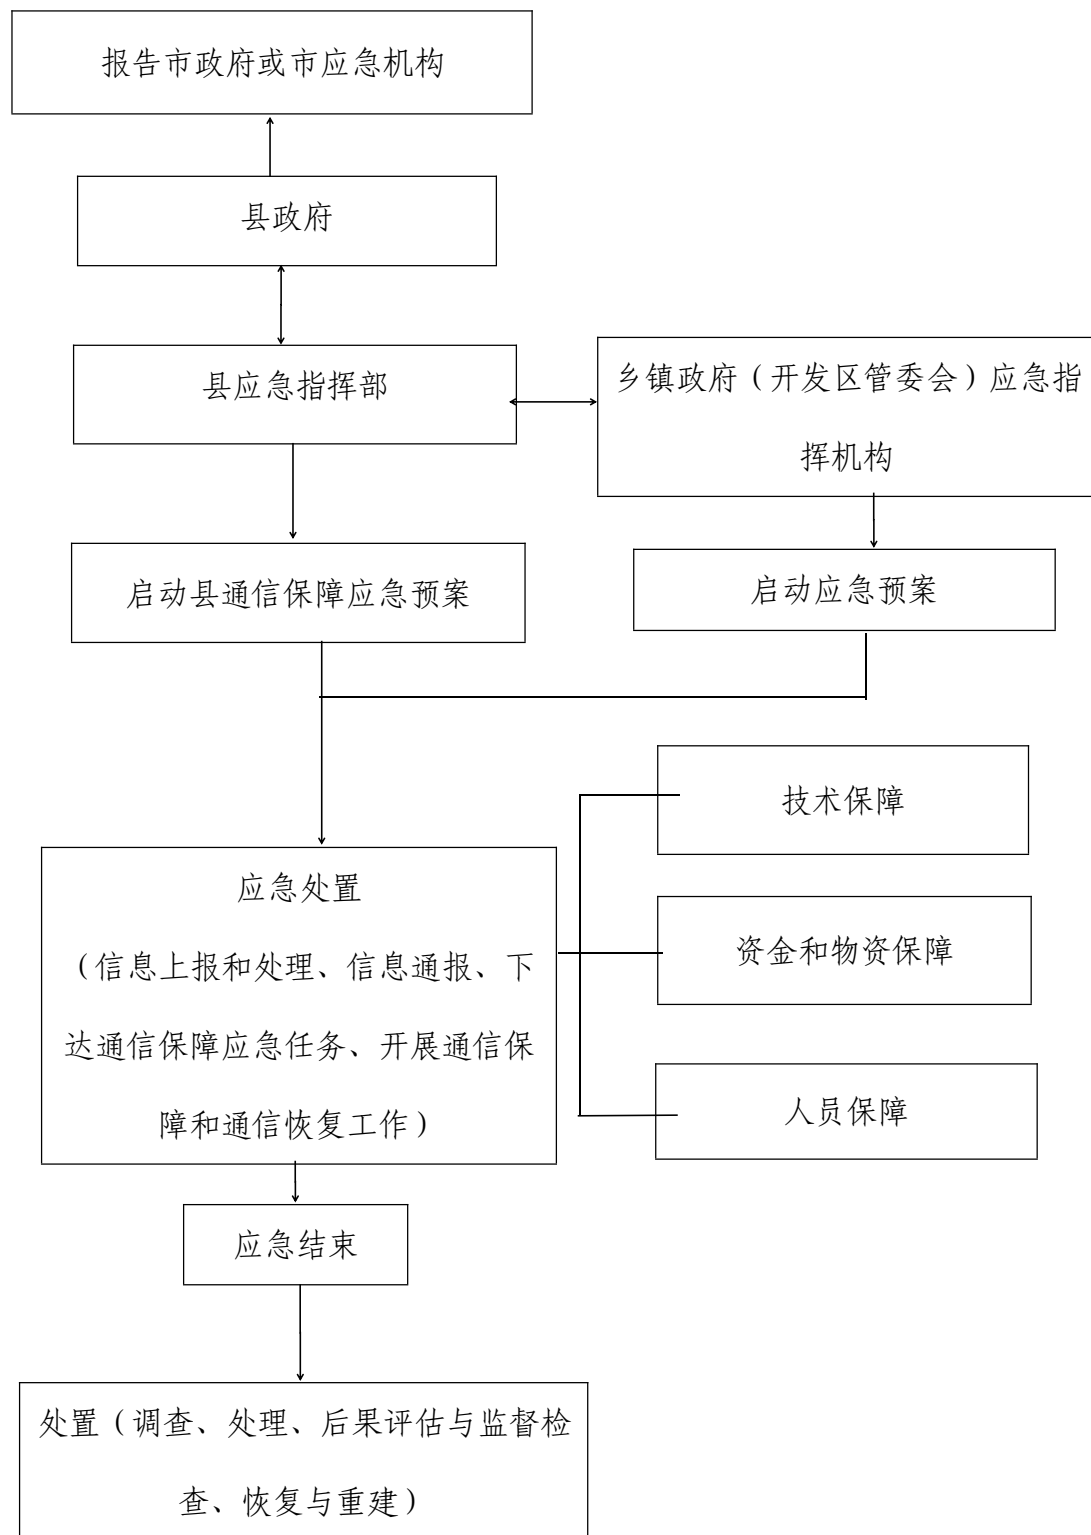 报告市政府或市应急机构
县政府
县应急指挥部
乡镇政府（开发区管委会）应急指
挥机构
启动县通信保障应急预案
启动应急预案
技术保障
应急处置
（信息上报和处理、信息通报、下
达通信保障应急任务、开展通信保
障和通信恢复工作）
资金和物资保障
人员保障
应急结束
处置（调查、处理、后果评估与监督检
查、恢复与重建）